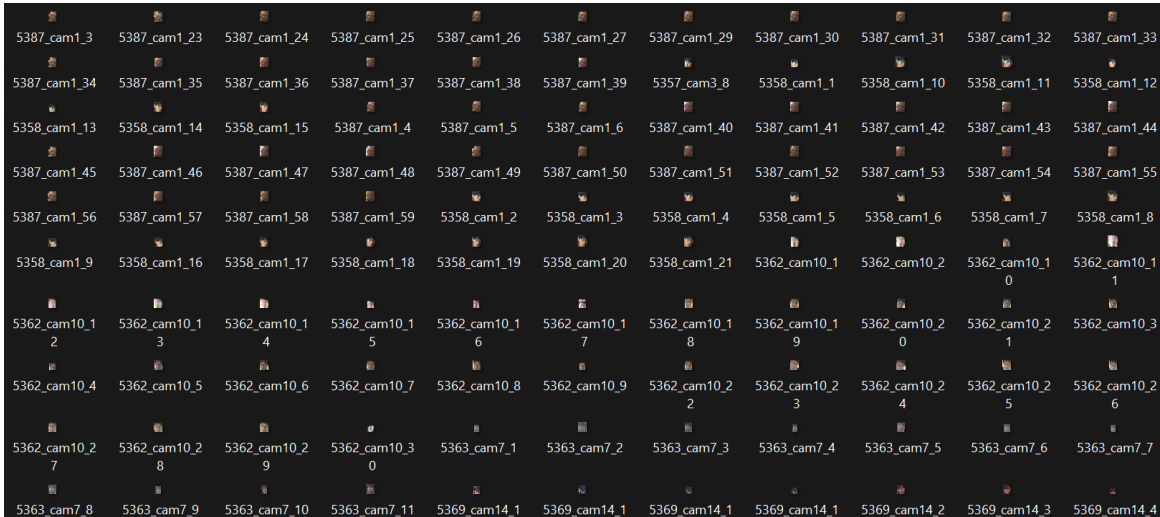 5387_cam1_3 5387_cam1_23 5387_cam1_24 5387_cam1_25 5387_cam1_26 5387_cam1_27 5387_cam1_29 5387_cam1_30 5387_cam1_31 5387_cam1_32 5387_cam1_33
5387_cam1_34 5387_cam1_35 5387_cam1_36 5387_cam1_37 5387_cam1_38 5387_cam1_39 5357_cam3_8 5358_cam1_1 5358_cam1_10 5358_cam1_11 5358_cam1_12
5358_cam1_13 5358_cam1_14 5358_cam1_15 5387_cam1_4 5387_cam1_5 5387_cam1_6 5387_cam1_40 5387_cam1_41 5387_cam1_42 5387_cam1_43 5387_cam1_44
5387_cam1_45 5387_cam1_46 5387_cam1_47 5387_cam1_48 5387_cam1_49 5387_cam1_50 5387_cam1_51 5387_cam1_52 5387_cam1_53 5387_cam1_54 5387_cam1_55
5387_cam1_56 5387_cam1_57 5387_cam1_58 5387_cam1_59 5358_cam1_2 5358_cam1_3 5358_cam1_4 5358_cam1_5 5358_cam1_6 5358_cam1_7 5358_cam1_8
5358_cam1_9 5358_cam1_16 5358_cam1_17 5358_cam1_18 5358_cam1_19 5358_cam1_20 5358_cam1_21 5362_cam10_1 5362_cam10_2 5362_cam10_1 5362_cam10_1
0 1
5362_cam10_1 5362_cam10_1 5362_cam10_1 5362_cam10_1 5362_cam10_1 5362_cam10_1 5362_cam10_1 5362_cam10_1 5362_cam10_2 5362_cam10_2 5362_cam10_3
2 3 4 5 6 7 8 9 0 1
5362_cam10_4 5362_cam10_5 5362_cam10_6 5362_cam10_7 5362_cam10_8 5362_cam10_9 5362_cam10_2 5362_cam10_2 5362_cam10_2 5362_cam10_2 5362_cam10_2
2 3 4 5 6
5362_cam10_2 5362_cam10_2 5362_cam10_2 5362_cam10_3 5363_cam7_1 5363_cam7_2 5363_cam7_3 5363_cam7_4 5363_cam7_5 5363_cam7_6 5363_cam7_7
7 8 9 0
5363_cam7_8 5363_cam7_9 5363_cam7_10 5363_cam7_11 5369_cam14_1 5369_cam14_1 5369_cam14_1 5369_cam14_1 5369_cam14_2 5369_cam14_3 5369_cam14_4